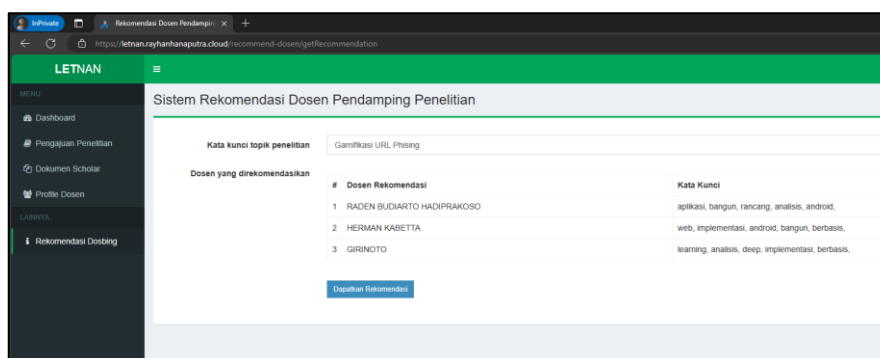 InPrivate
Rekomendasi Dosen Pendampin
https://letnan.rayhanhanaputra.cloud/recommend-dosen/getRecommendation
LETNAN
MENU
Dashboard
Pengajuan Penelitian
Dokumen Scholar
Profile Dosen
LAINNYA
Rekomendasi Dosbing
Sistem Rekomendasi Dosen Pendamping Penelitian
Kata kunci topik penelitian
Gamifikasi URL Phising
Dosen yang direkomendasikan
# Dosen Rekomendasi Kata Kunci
1 RADEN BUDIARTO HADIPRAKOSO aplikasi, bangun, rancang, analisis, android,
2 HERMAN KABETTA web, implementasi, android, bangun, berbasis,
3 GIRINOTO learning, analisis, deep, implementasi, berbasis,
Dapatkan Rekomendasi